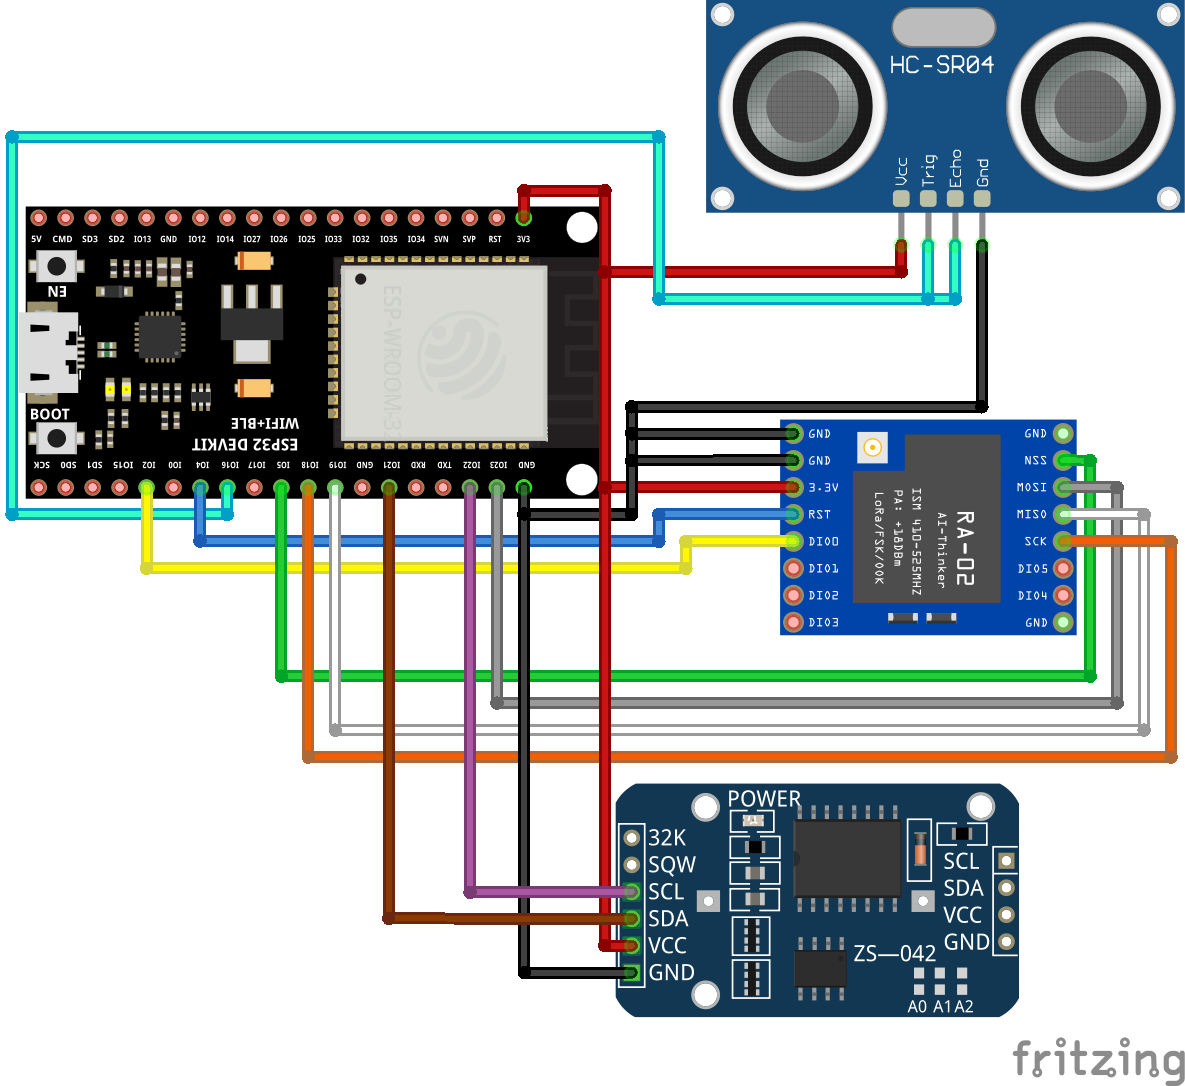 HC-SR04
Vcc Trig Echo Gnd
5V CMD SD3 SD2 IO13 GND IO12 IO14 IO27 IO26 IO25 IO33 IO32 IO35 IO34 SVN SVP RST 3V3
EN
ESP-WROOM-32
BOOT
WIFI+BLE
ESP32 DEVKIT
SCK SD0 SD1 IO15 IO2 IO0 IO4 IO16 IO17 IO5 IO18 IO19 GND IO21 RXD TXD IO22 IO23 GND
GND
GND
3.3V
RST
DIO0
DIO1
DIO2
DIO3
RA-02
AI-Thinker
ISM 410-525MHZ
PA: +18DBm
LoRa/FSK/OOK
GND
NSS
MOSI
MISO
SCK
DIO5
DIO4
GND
POWER
32K
SQW
SCL
SDA
VCC
GND
SCL
SDA
VCC
GND
ZS—042
A0 A1 A2
fritzing